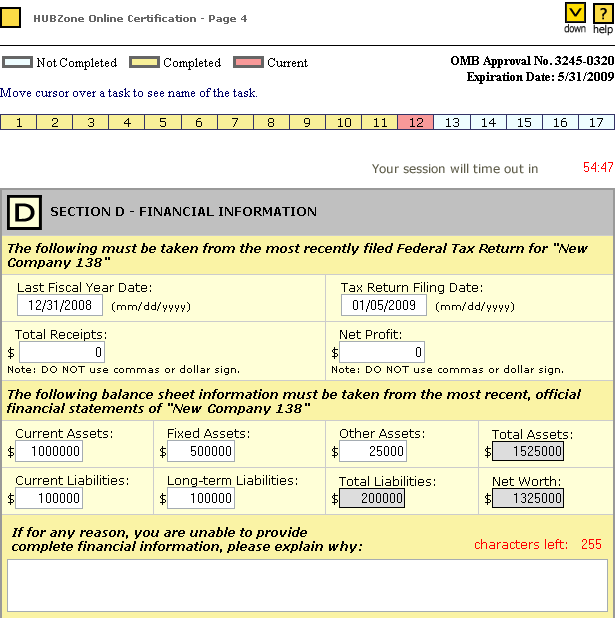 HUBZone Online Certification - Page 4
down
?
help
Not Completed
Completed
Current
OMB Approval No. 3245-0320
Expiration Date: 5/31/2009
Move cursor over a task to see name of the task.
1 2 3 4 5 6 7 8 9 10 11 12 13 14 15 16 17
Your session will time out in 54:47
D SECTION D - FINANCIAL INFORMATION
The following must be taken from the most recently filed Federal Tax Return for "New
Company 138"
Last Fiscal Year Date: Tax Return Filing Date:
12/31/2008 (mm/dd/yyyy) 01/05/2009 (mm/dd/yyyy)
Total Receipts: Net Profit:
$ 0 $ 0
Note: DO NOT use commas or dollar sign. Note: DO NOT use commas or dollar sign.
The following balance sheet information must be taken from the most recent, official
financial statements of "New Company 138"
Current Assets: Fixed Assets: Other Assets: Total Assets:
$ 1000000 $ 500000 $ 25000 $ 1525000
Current Liabilities: Long-term Liabilities: Total Liabilities: Net Worth:
$ 100000 $ 100000 $ 200000 $ 1325000
If for any reason, you are unable to provide
complete financial information, please explain why: characters left: 255